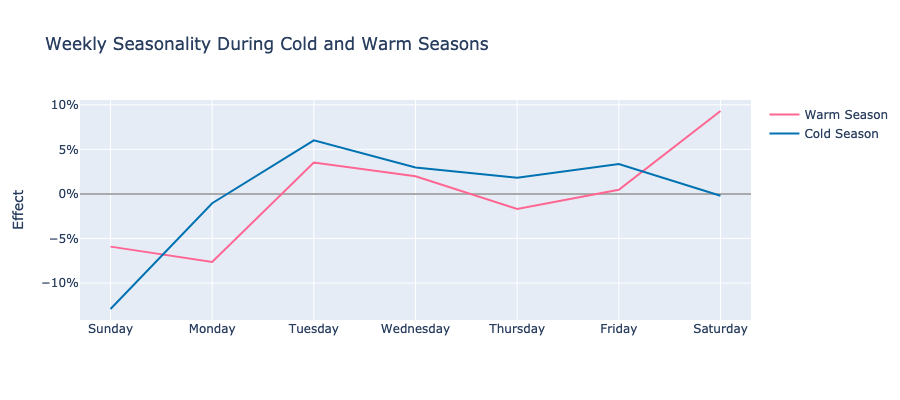 Weekly Seasonality During Cold and Warm Seasons
Effect
10%
5%
0%
−5%
−10%
Sunday
Monday
Tuesday
Wednesday
Thursday
Friday
Saturday
Warm Season
Cold Season